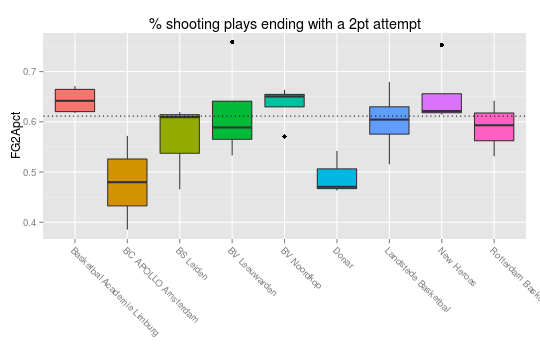 % shooting plays ending with a 2pt attempt
FG2Apct
0.7
0.6
0.5
0.4
Basketbal Academie Limburg
BC APOLLO Amsterdam
BS Leiden
BV Leeuwarden
BV Noordkop
Donar
Landstede Basketbal
New Heroes
Rotterdam Bask